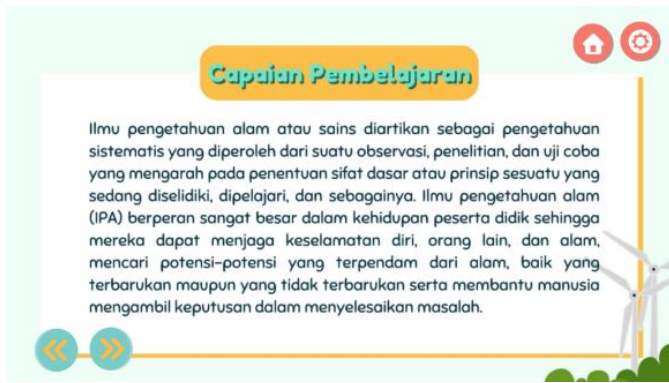 Capaian Pembelajaran
Ilmu pengetahuan alam atau sains diartikan sebagai pengetahuan
sistematis yang diperoleh dari suatu observasi, penelitian, dan uji coba
yang mengarah pada penentuan sifat dasar atau prinsip sesuatu yang
sedang diselidiki, dipelajari, dan sebagainya. Ilmu pengetahuan alam
(IPA) berperan sangat besar dalam kehidupan peserta didik sehingga
mereka dapat menjaga keselamatan diri, orang lain, dan alam,
mencari potensi-potensi yang terpendam dari alam, baik yang
terbarukan maupun yang tidak terbarukan serta membantu manusia
mengambil keputusan dalam menyelesaikan masalah.